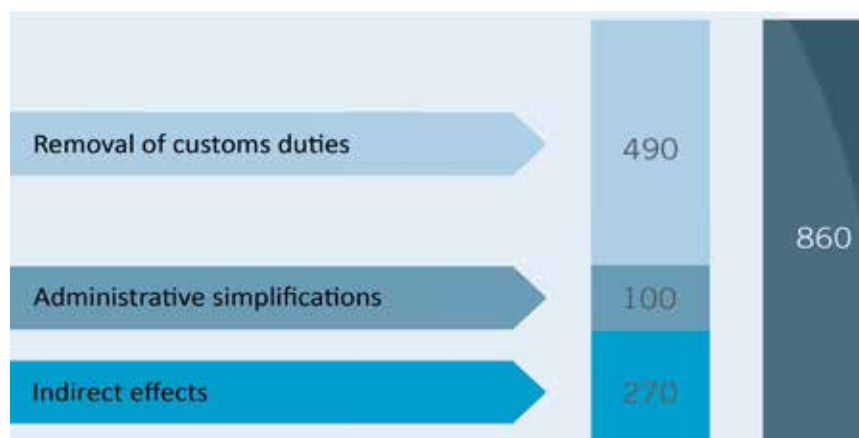 Removal of customs duties
490
860
Administrative simplifications
100
Indirect effects
270